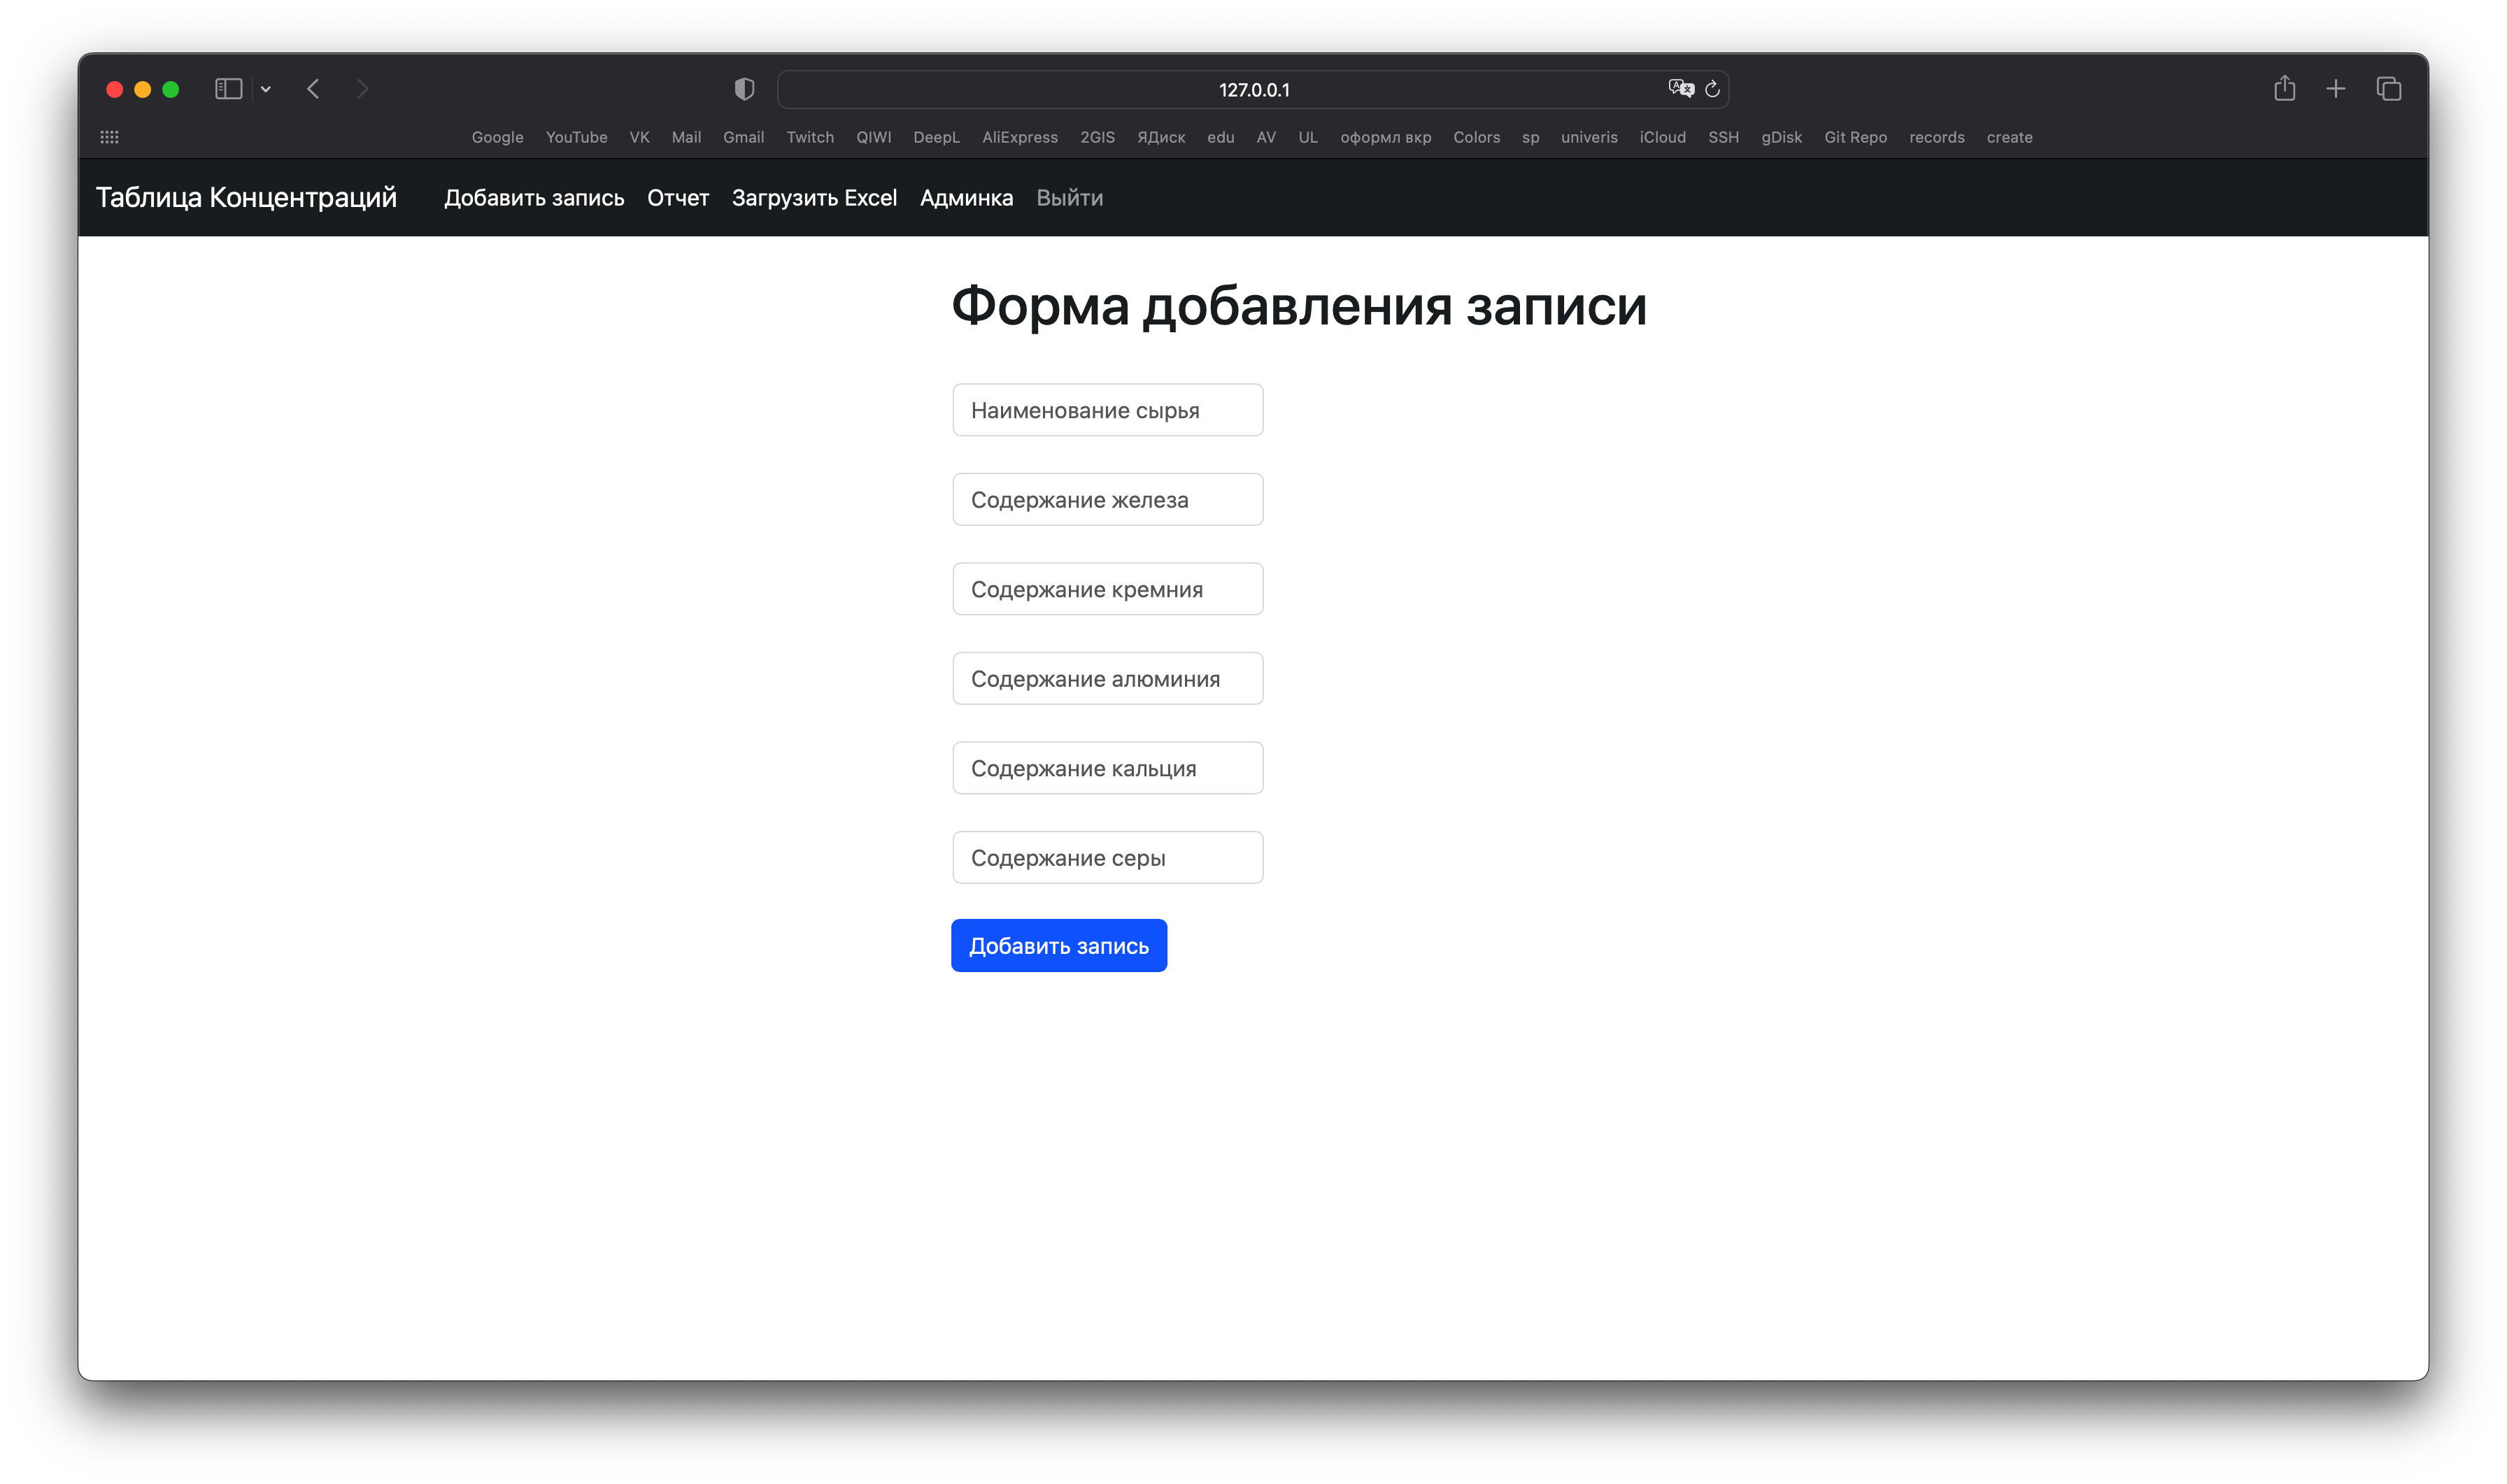 127.0.0.1
Google YouTube VK Mail Gmail Twitch QIWI DeepL AliExpress 2GIS ЯДиск edu AV UL оформл вкр Colors sp univeris iCloud SSH gDisk Git Repo records create
Таблица Концентраций Добавить запись Отчет Загрузить Excel Админка Выйти
Форма добавления записи
Наименование сырья
Содержание железа
Содержание кремния
Содержание алюминия
Содержание кальция
Содержание серы
Добавить запись